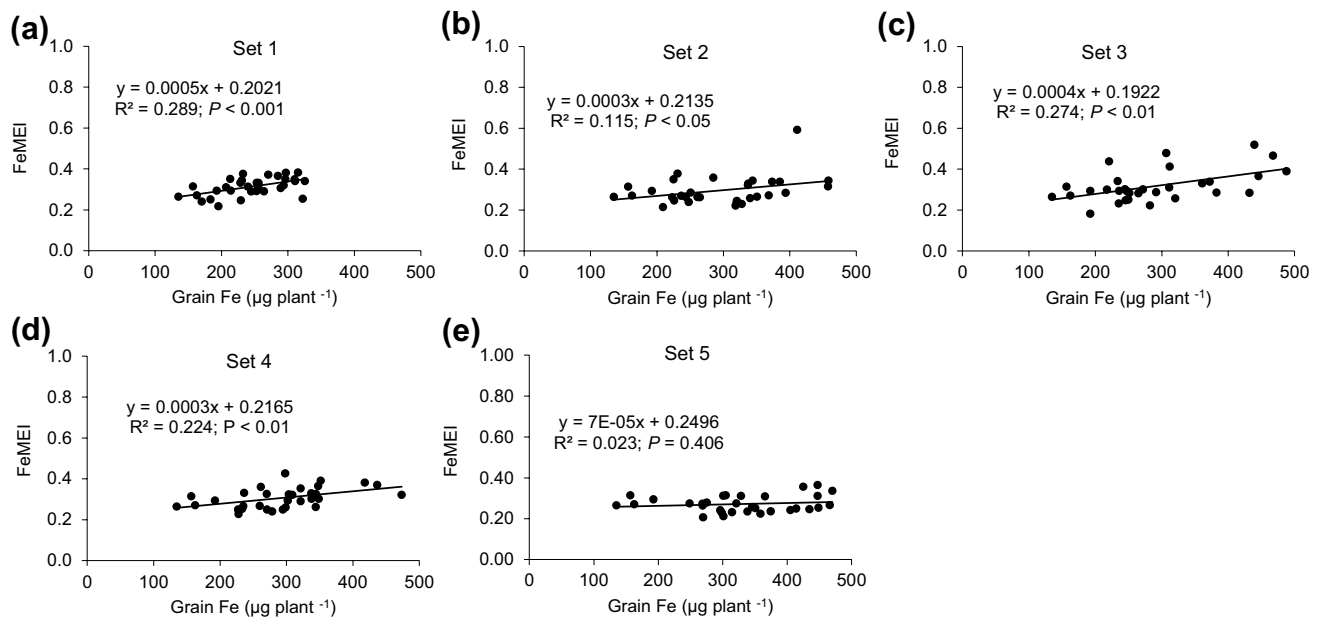 (a)
Set 1
y = 0.0005x + 0.2021
R² = 0.289; P < 0.001
FeMEI
1.0
0.8
0.6
0.4
0.2
0.0
0 100 200 300 400 500
Grain Fe (µg plant ⁻¹)
(b)
Set 2
y = 0.0003x + 0.2135
R² = 0.115; P < 0.05
FeMEI
1.0
0.8
0.6
0.4
0.2
0.0
0 100 200 300 400 500
Grain Fe (µg plant ⁻¹)
(c)
Set 3
y = 0.0004x + 0.1922
R² = 0.274; P < 0.01
FeMEI
1.0
0.8
0.6
0.4
0.2
0.0
0 100 200 300 400 500
Grain Fe (µg plant ⁻¹)
(d)
Set 4
y = 0.0003x + 0.2165
R² = 0.224; P < 0.01
FeMEI
1.0
0.8
0.6
0.4
0.2
0.0
0 100 200 300 400 500
Grain Fe (µg plant ⁻¹)
(e)
Set 5
y = 7E-05x + 0.2496
R² = 0.023; P = 0.406
FeMEI
1.00
0.80
0.60
0.40
0.20
0.00
0 100 200 300 400 500
Grain Fe (µg plant ⁻¹)